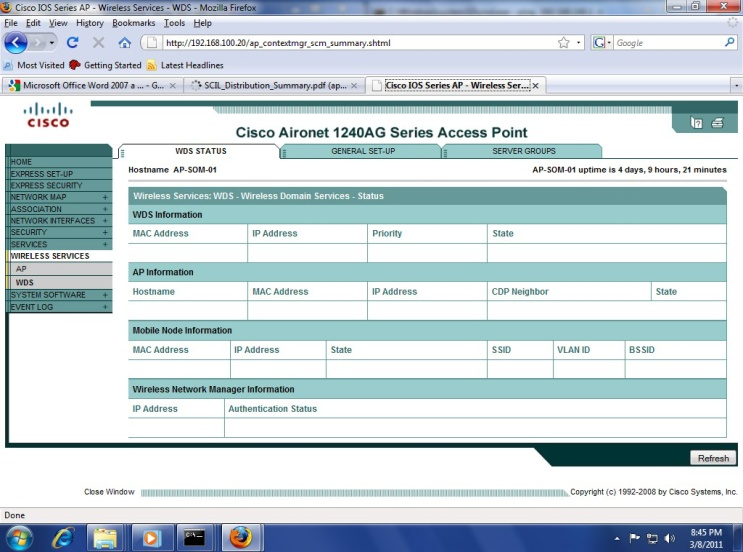 Cisco IOS Series AP - Wireless Services - WDS - Mozilla Firefox
File Edit View History Bookmarks Tools Help
http://192.168.100.20/ap_contextmgr_scm_summary.shtml
G Google
Most Visited Getting Started Latest Headlines
Microsoft Office Word 2007 a ... - G... SCIL_Distribution_Summary.pdf (ap... Cisco IOS Series AP - Wireless Ser...
CISCO
Cisco Aironet 1240AG Series Access Point
WDS STATUS GENERAL SET-UP SERVER GROUPS
Hostname AP-SOM-01 AP-SOM-01 uptime is 4 days, 9 hours, 21 minutes
HOME
EXPRESS SET-UP
EXPRESS SECURITY
NETWORK MAP +
ASSOCIATION +
NETWORK INTERFACES +
SECURITY +
SERVICES +
WIRELESS SERVICES
AP
WDS
SYSTEM SOFTWARE +
EVENT LOG +
Wireless Services: WDS - Wireless Domain Services - Status
WDS Information
MAC Address IP Address Priority State
AP Information
Hostname MAC Address IP Address CDP Neighbor State
Mobile Node Information
MAC Address IP Address State SSID VLAN ID BSSID
Wireless Network Manager Information
IP Address Authentication Status
Refresh
Close Window Copyright (c) 1992-2008 by Cisco Systems, Inc.
Done
8:45 PM
3/8/2011